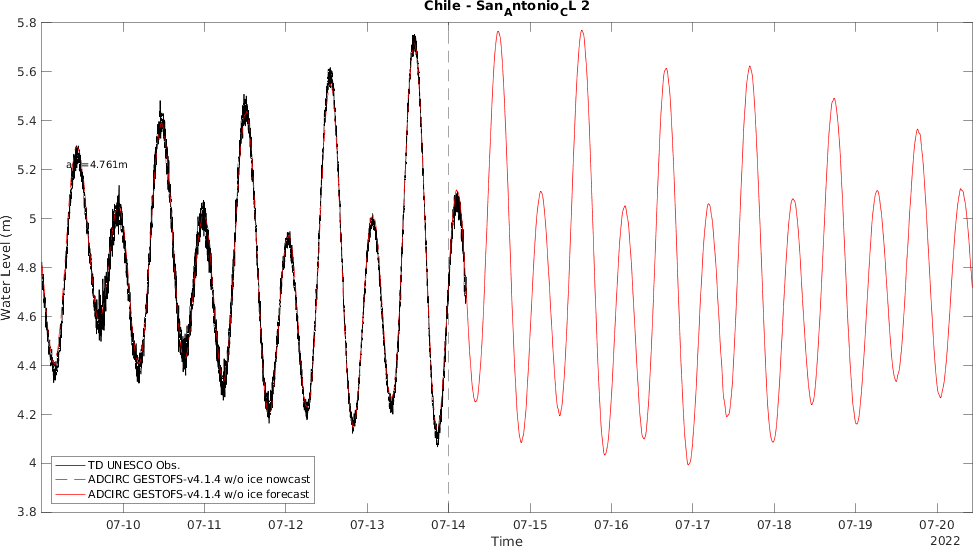 Chile - SanAntonioCL 2
Water Level (m)
5.8
5.6
5.4
5.2
5
4.8
4.6
4.4
4.2
4
3.8
=4.761m
TD UNESCO Obs.
ADCIRC GESTOFS-v4.1.4 w/o ice nowcast
ADCIRC GESTOFS-v4.1.4 w/o ice forecast
07-10 07-11 07-12 07-13 07-14 07-15 07-16 07-17 07-18 07-19 07-20
Time
2022